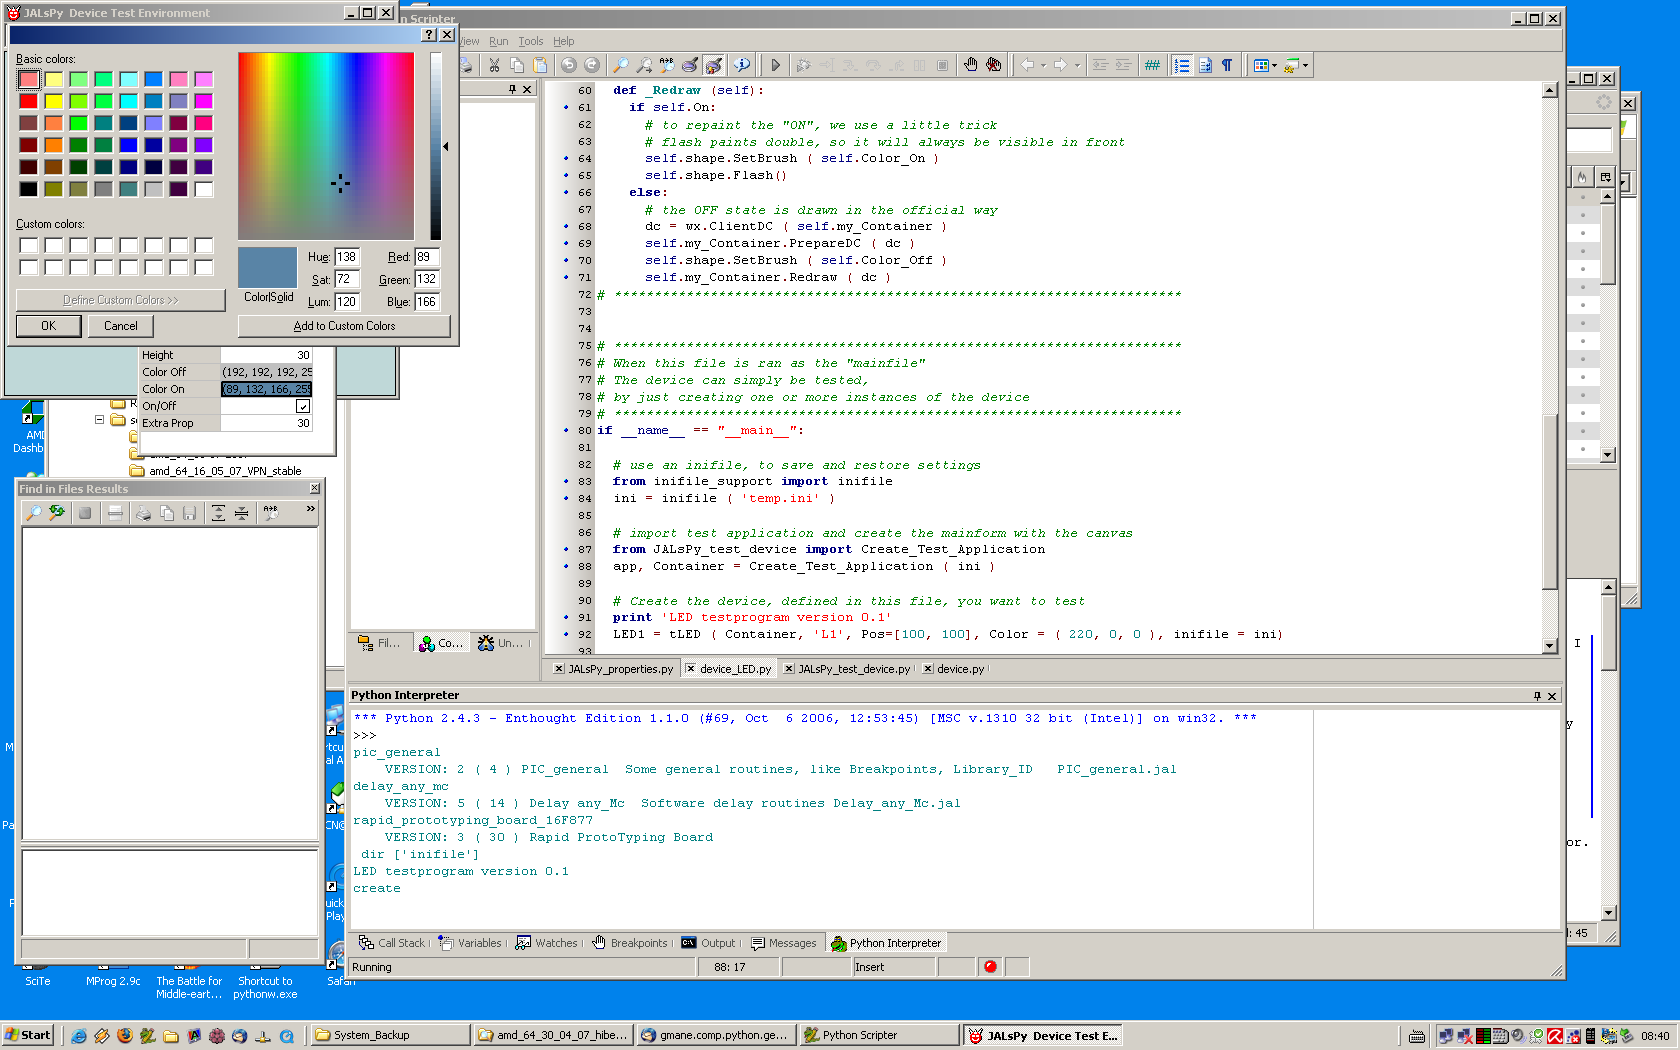 JALsPy  Device Test Environment
Basic colors:
Custom colors:
Define Custom Colors >>
OK
Cancel
Hue: 138
Sat: 72
Lum: 120
Red: 89
Green: 132
Blue: 166
Color|Solid
Add to Custom Colors
Height 30
Color Off (192, 192, 192, 25
Color On (89, 132, 166, 255
On/Off
Extra Prop 30
amd_64_16_05_07_VPN_stable
AMD
Dashb
Find in Files Results
n Scripter
View Run Tools Help
60 def _Redraw (self):
61 if self.On:
62 # to repaint the "ON", we use a little trick
63 # flash paints double, so it will always be visible in front
64 self.shape.SetBrush ( self.Color_On )
65 self.shape.Flash()
66 else:
67 # the OFF state is drawn in the official way
68 dc = wx.ClientDC ( self.my_Container )
69 self.my_Container.PrepareDC ( dc )
70 self.shape.SetBrush ( self.Color_Off )
71 self.my_Container.Redraw ( dc )
72 # ***********************************************************************
73
74
75 # ***********************************************************************
76 # When this file is ran as the "mainfile"
77 # The device can simply be tested,
78 # by just creating one or more instances of the device
79 # ***********************************************************************
80 if __name__ == "__main__":
81
82 # use an inifile, to save and restore settings
83 from inifile_support import inifile
84 ini = inifile ( 'temp.ini' )
85
86 # import test application and create the mainform with the canvas
87 from JALsPy_test_device import Create_Test_Application
88 app, Container = Create_Test_Application ( ini )
89
90 # Create the device, defined in this file, you want to test
91 print 'LED testprogram version 0.1'
92 LED1 = tLED ( Container, 'L1', Pos=[100, 100], Color = ( 220, 0, 0 ), inifile = ini)
93
Fil...
Co...
Un...
JALsPy_properties.py
device_LED.py
JALsPy_test_device.py
device.py
Python Interpreter
*** Python 2.4.3 - Enthought Edition 1.1.0 (#69, Oct  6 2006, 12:53:45) [MSC v.1310 32 bit (Intel)] on win32. ***
>>>
pic_general
VERSION: 2 ( 4 ) PIC_general  Some general routines, like Breakpoints, Library_ID   PIC_general.jal
delay_any_mc
VERSION: 5 ( 14 ) Delay any_Mc  Software delay routines Delay_any_Mc.jal
rapid_prototyping_board_16F877
VERSION: 3 ( 30 ) Rapid ProtoTyping Board
dir ['inifile']
LED testprogram version 0.1
create
Call Stack
Variables
Watches
Breakpoints
Output
Messages
Python Interpreter
Running
88: 17
Insert
I
y
or.
: 45
SciTe
MProg 2.9c
The Battle for
Middle-eart...
Shortcut to
pythonw.exe
Safari
Start
System_Backup
amd_64_30_04_07_hibe...
gmane.comp.python.ge...
Python Scripter
JALsPy  Device Test E...
08:40